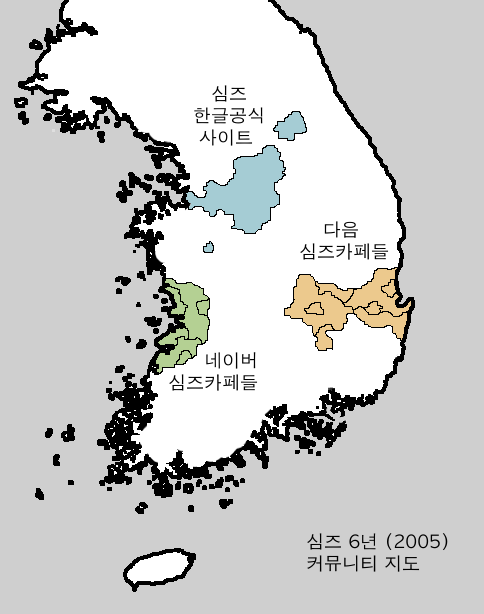 심즈
한글공식
사이트
다음
심즈카페들
네이버
심즈카페들
심즈 6년 (2005)
커뮤니티 지도